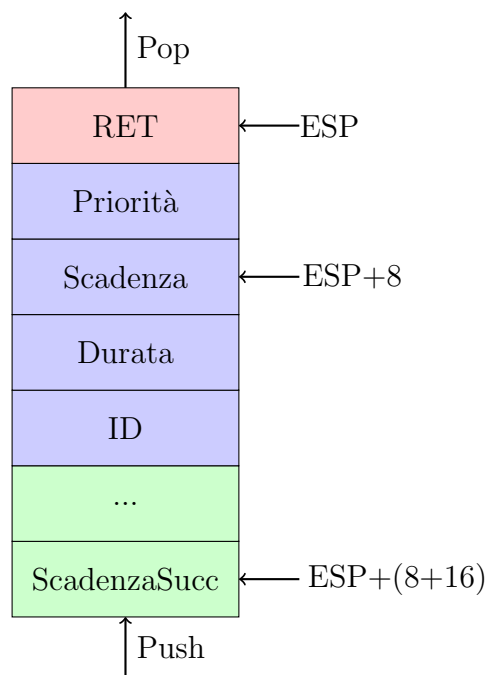 Pop
RET
ESP
Priorità
Scadenza
ESP+8
Durata
ID
...
ScadenzaSucc
ESP+(8+16)
Push